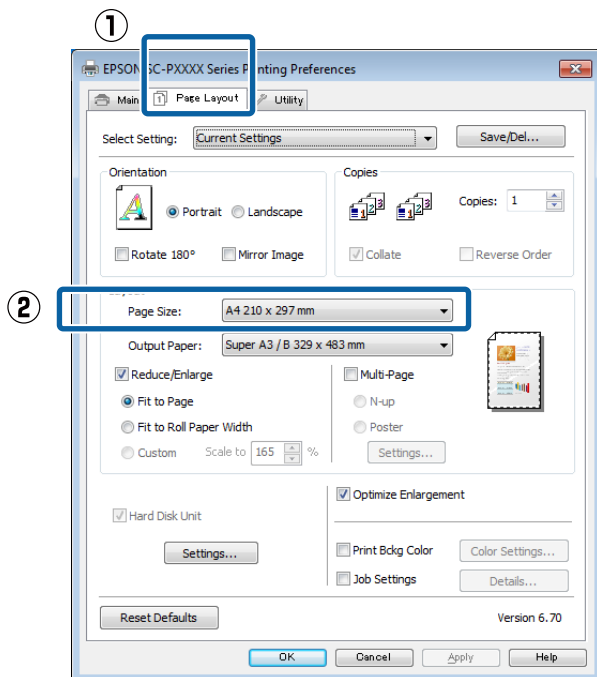 1
EPSON SC-PXXXX Series Printing Preferences
Main Page Layout Utility
Select Setting: Current Settings Save/Del...
Orientation Copies
Portrait Landscape Copies: 1
Rotate 180° Mirror Image Collate Reverse Order
2
Page Size: A4 210 x 297 mm
Output Paper: Super A3 / B 329 x 483 mm
Reduce/Enlarge Multi-Page
Fit to Page N-up
Fit to Roll Paper Width Poster
Custom Scale to 165 % Settings...
Optimize Enlargement
Hard Disk Unit
Settings... Print Bckg Color Color Settings...
Job Settings Details...
Reset Defaults Version 6.70
OK Cancel Apply Help